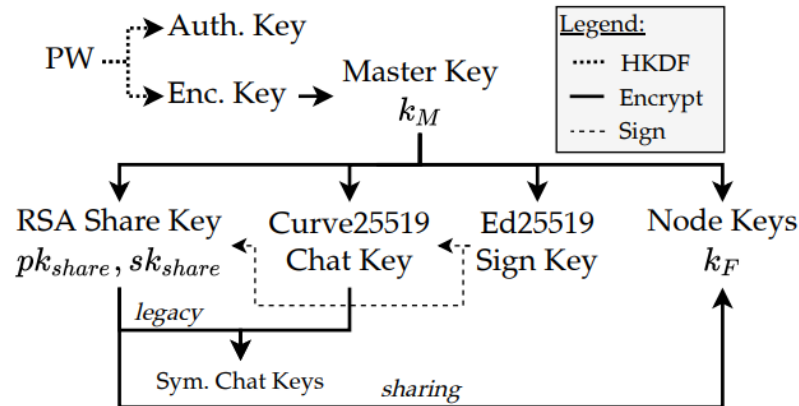 Auth. Key
PW
Enc. Key
Master Key
k_M
Legend:
HKDF
Encrypt
Sign
RSA Share Key
pk_share, sk_share
Curve25519
Chat Key
Ed25519
Sign Key
Node Keys
k_F
legacy
Sym. Chat Keys
sharing